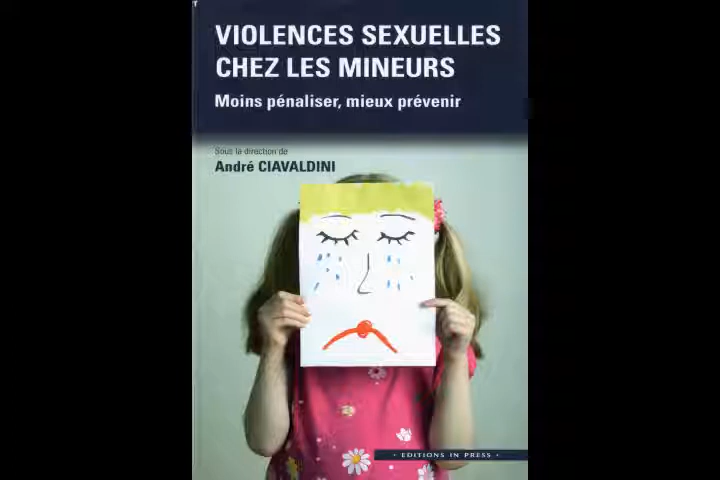 VIOLENCES SEXUELLES
CHEZ LES MINEURS
Moins pénaliser, mieux prévenir
Sous la direction de
André CIAVALDINI
• EDITIONS IN PRESS •